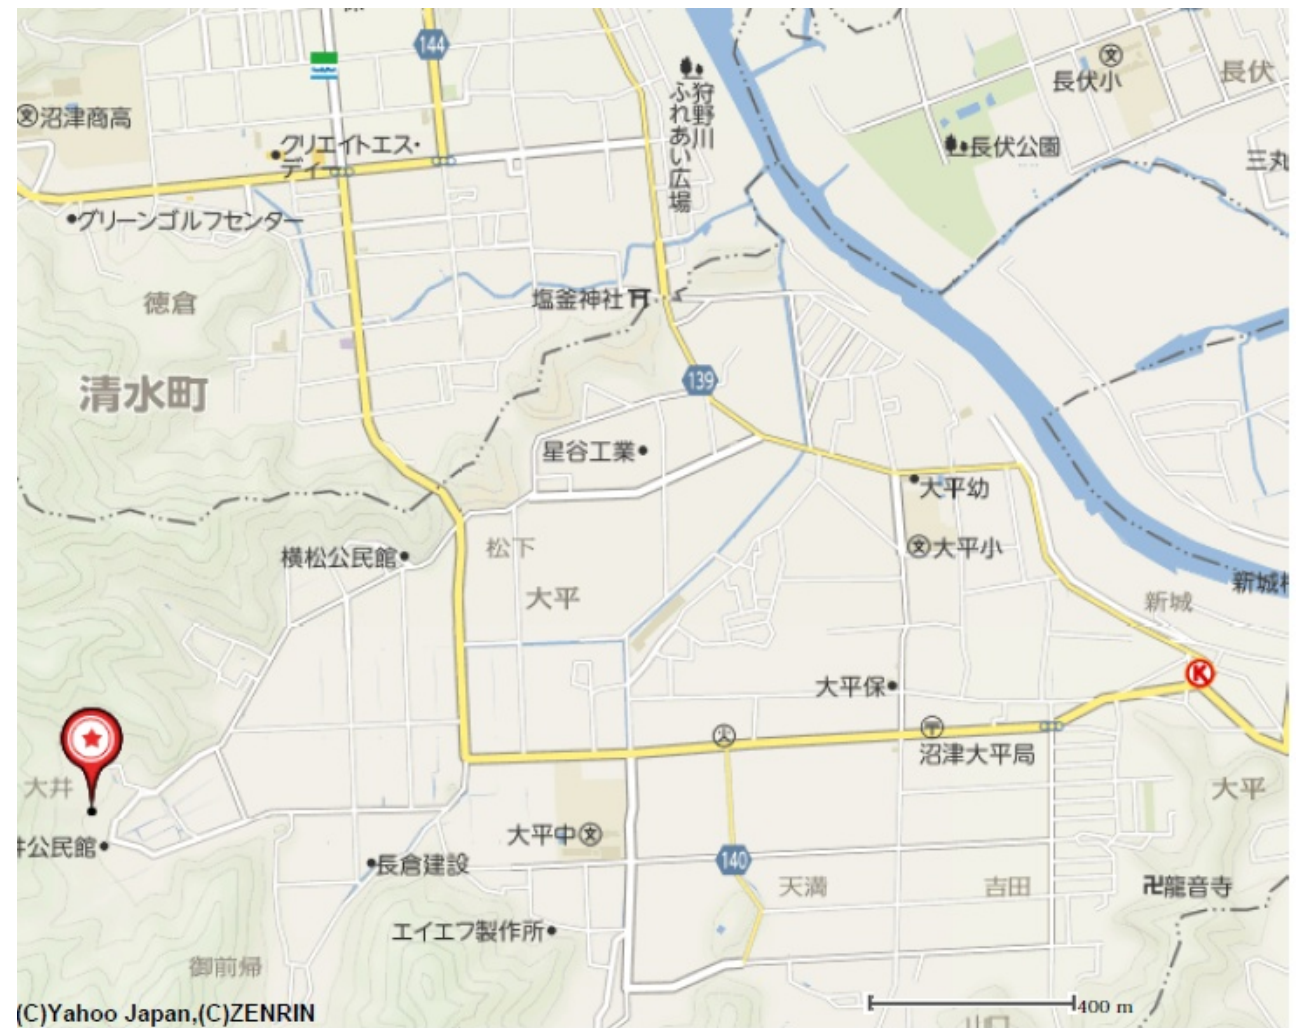 144
長伏小
長伏
沼津商高
狩野川
ふれあい広場
クリエイトエス・
ディー
長伏公園
三丸
グリーンゴルフセンター
徳倉
塩釜神社
清水町
139
星谷工業
大平幼
横松公民館
松下
大平小
大平
新城
新城
大平保
大井
沼津大平局
大平
井公民館
大平中
長倉建設
140
天満
吉田
卍龍音寺
エイエフ製作所
御前帰
(C)Yahoo Japan,(C)ZENRIN
400 m